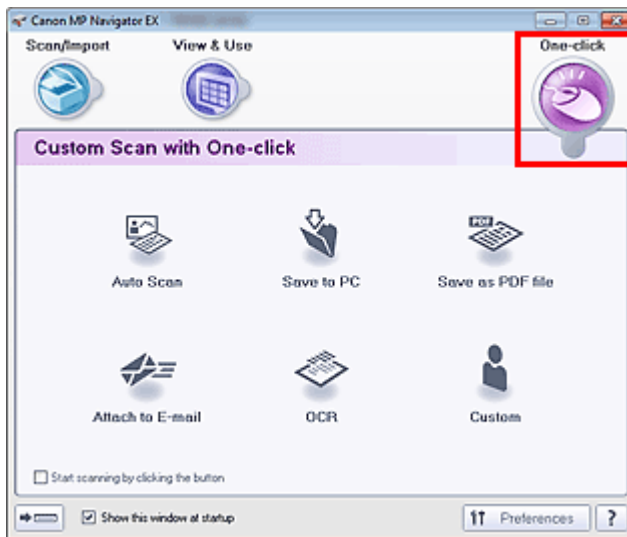 Canon MP Navigator EX
Scan/Import View & Use One-click
Custom Scan with One-click
Auto Scan Save to PC PDF Save as PDF file
Attach to E-mail OCR Custom
Start scanning by clicking the button
Show this window at startup Preferences ?